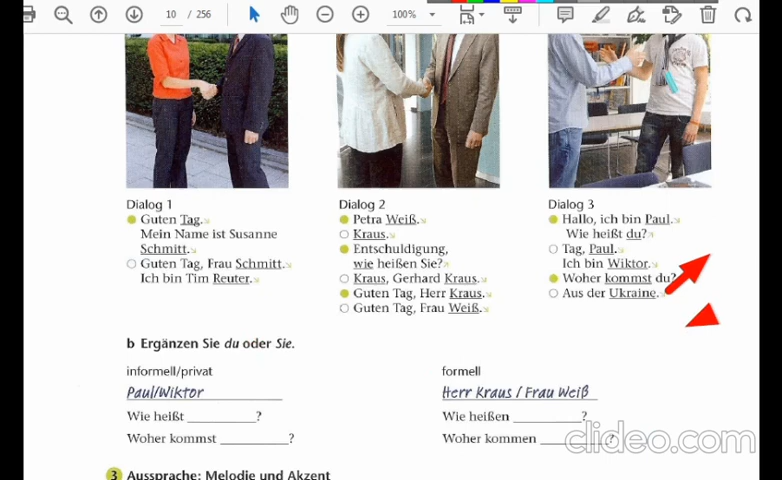 10 / 256
100%
Dialog 1
Guten Tag.
Mein Name ist Susanne
Schmitt.
Guten Tag, Frau Schmitt.
Ich bin Tim Reuter.
Dialog 2
Petra Weiß.
Kraus.
Entschuldigung,
wie heißen Sie?
Kraus, Gerhard Kraus.
Guten Tag, Herr Kraus.
Guten Tag, Frau Weiß.
Dialog 3
Hallo, ich bin Paul.
Wie heißt du?
Tag, Paul.
Ich bin Wiktor.
Woher kommst du?
Aus der Ukraine.
b Ergänzen Sie du oder Sie.
informell/privat
Paul/Wiktor
Wie heißt ________?
Woher kommst ________?
formell
Herr Kraus / Frau Weiß
Wie heißen ________?
Woher kommen ________?
clideo.com
3 Aussprache: Melodie und Akzent